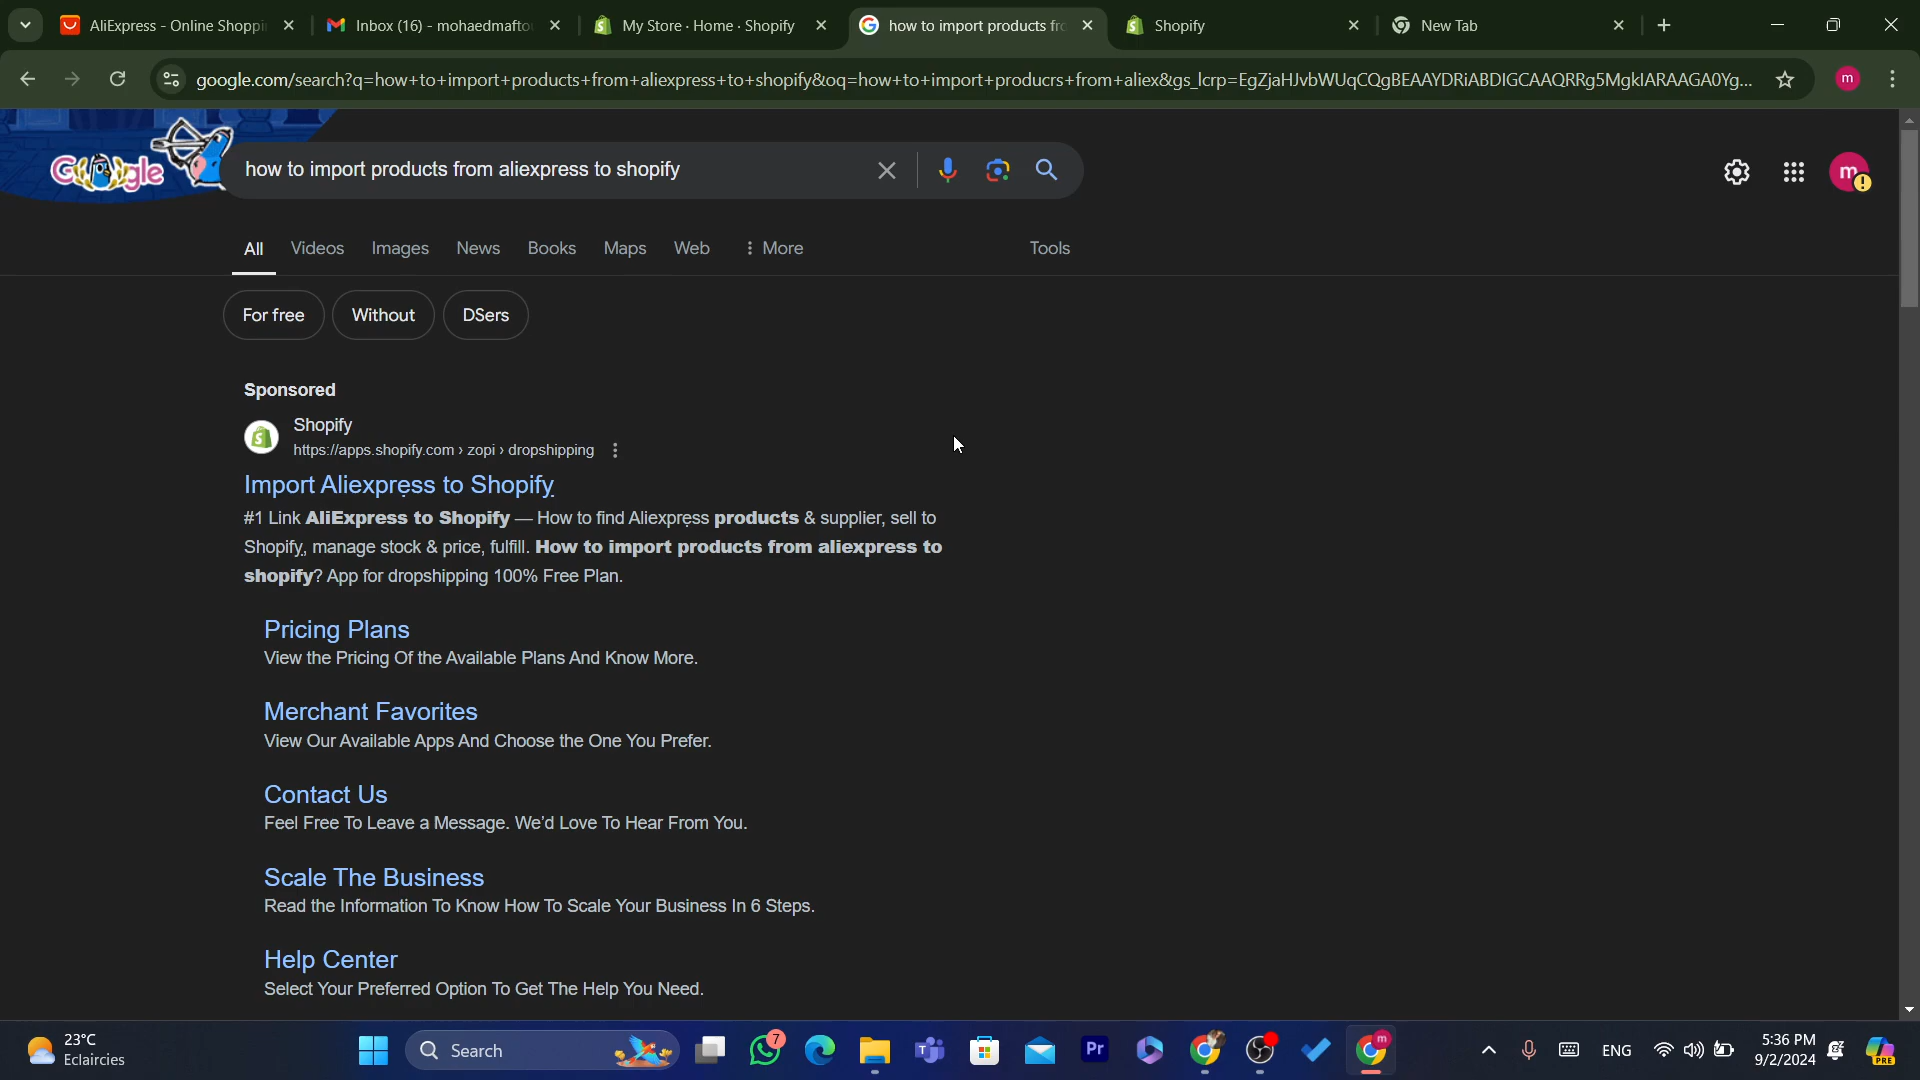 AliExpress - Online Shoppi
Inbox (16) - mohaedmafto
My Store · Home · Shopify
how to import products fr
Shopify
New Tab
google.com/search?q=how+to+import+products+from+aliexpress+to+shopify&oq=how+to+import+producrs+from+aliex&gs_lcrp=EgZjaHJvbWUqCQgBEAAYDRiABDIGCAAQRRg5MgkIARAAGA0Yg...
m
Google
how to import products from aliexpress to shopify
m
All
Videos
Images
News
Books
Maps
Web
More
Tools
For free
Without
DSers
Sponsored
Shopify
https://apps.shopify.com › zopi › dropshipping
Import Aliexpress to Shopify
#1 Link AliExpress to Shopify — How to find Aliexpress products & supplier, sell to
Shopify, manage stock & price, fulfill. How to import products from aliexpress to
shopify? App for dropshipping 100% Free Plan.
Pricing Plans
View the Pricing Of the Available Plans And Know More.
Merchant Favorites
View Our Available Apps And Choose the One You Prefer.
Contact Us
Feel Free To Leave a Message. We'd Love To Hear From You.
Scale The Business
Read the Information To Know How To Scale Your Business In 6 Steps.
Help Center
Select Your Preferred Option To Get The Help You Need.
23°C
Eclaircies
Search
7
Pr
m
ENG
5:36 PM
9/2/2024
PRE